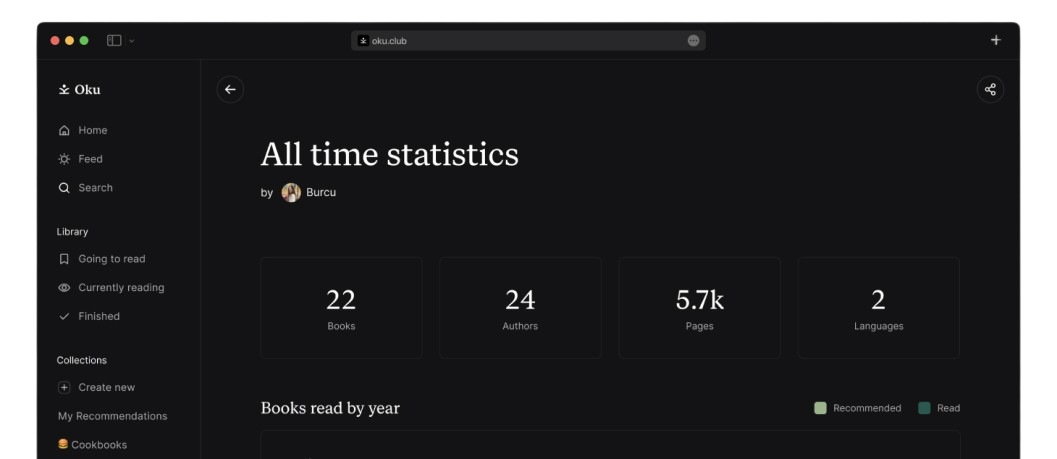 oku.club
Oku
Home
Feed
Search
Library
Going to read
Currently reading
Finished
Collections
Create new
My Recommendations
Cookbooks
All time statistics
by Burcu
22
Books
24
Authors
5.7k
Pages
2
Languages
Books read by year
Recommended
Read